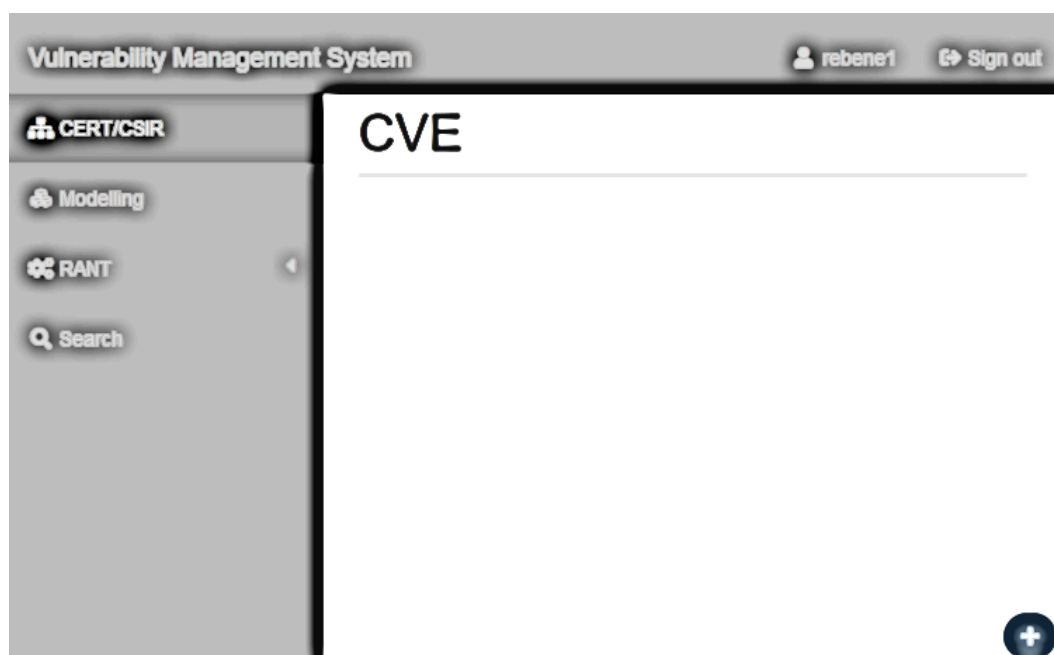 Vulnerability Management System
rebene1
Sign out
CERT/CSIR
Modelling
RANT
Search
CVE